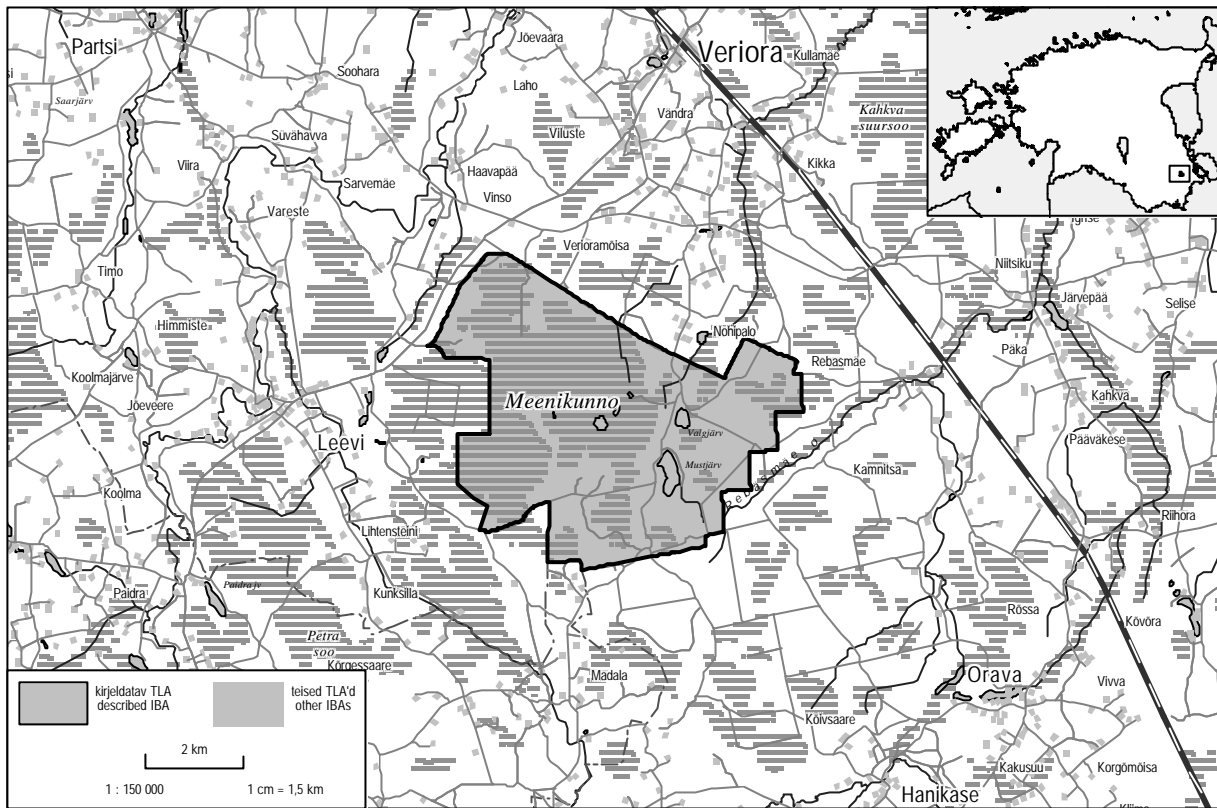 Partsi
Jõevaara
Veriora
Kullamäe
Soohara
Laho
Saarjärv
Vändra
Kahkva
suursoo
Suvahavva
Viluste
Viira
Haavapää
Kikka
Sarvemäe
Vinso
Vareste
Verioramõisa
Timo
Niitsiku
Järvepää
Selise
Himmiste
Nohipalo
Rebasmäe
Päka
Koolmajärve
Jõeveere
Meenikunno
Kahkva
Valgjärv
Leevi
Pääväkese
Mustjärv
Kamnitsa
Koolma
Rebasmäe o.
Riihora
Lihtensteini
Paidra jv
Paidra
Kunksilla
Rõssa
Kõvõra
Petra
soo
Kõrgessaare
Madala
Orava
Vivva
Kõivsaare
Kakusuu
Korgõmõisa
Hanikase
kirjeldatav TLA
described IBA
teised TLA'd
other IBAs
2 km
1 : 150 000
1 cm = 1,5 km